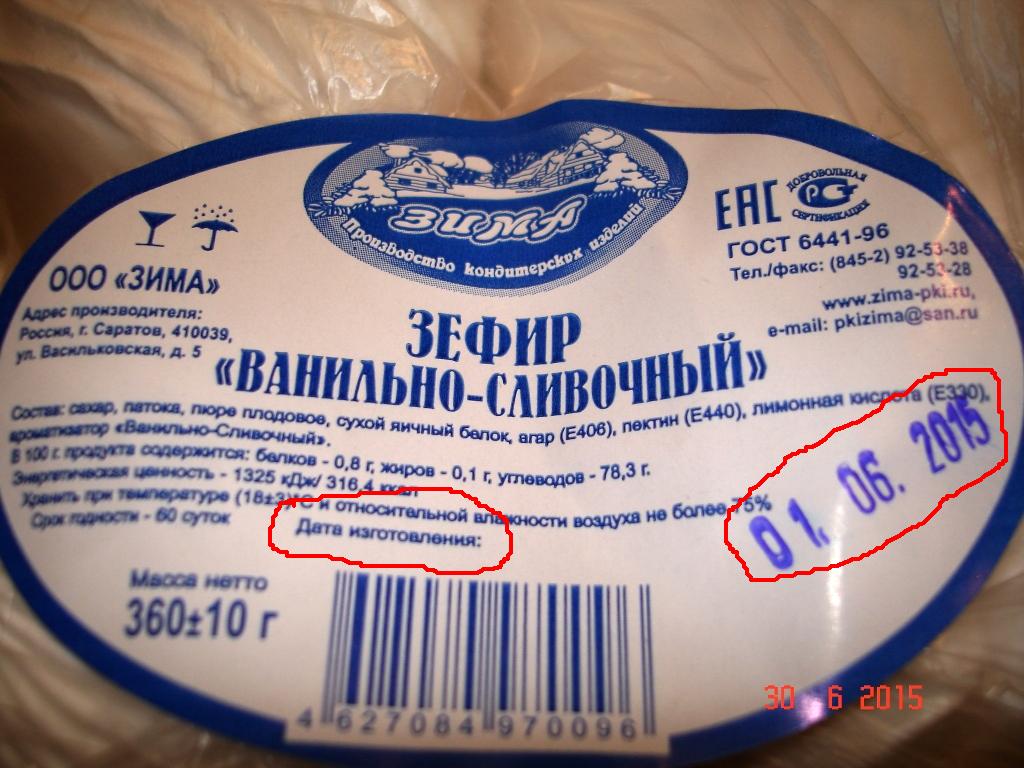 ЗИМА
Производство кондитерских изделий
ЕАС
ДОБРОВОЛЬНАЯ
РСТ
СЕРТИФИКАЦИЯ
ГОСТ 6441-96
Тел./факс: (845-2) 92-53-38
92-53-28
www.zima-pki.ru,
e-mail: pkizima@san.ru
ООО «ЗИМА»
Адрес производителя:
Россия, г. Саратов, 410039,
ул. Васильковская, д. 5
ЗЕФИР
«ВАНИЛЬНО-СЛИВОЧНЫЙ»
Состав: сахар, патока, пюре плодовое, сухой яичный белок, агар (Е406), пектин (Е440), лимонная кислота (Е330),
ароматизатор «Ванильно-Сливочный».
В 100 г. продукта содержится: белков - 0,8 г, жиров - 0,1 г, углеводов - 78,3 г.
Энергетическая ценность - 1325 кДж/ 316,4 ккал
Хранить при температуре (18±3)°С и относительной влажности воздуха не более 75%
Срок годности - 60 суток
Дата изготовления:
01. 06. 2015
Масса нетто
360±10 г
4 627084 970096
30 6 2015